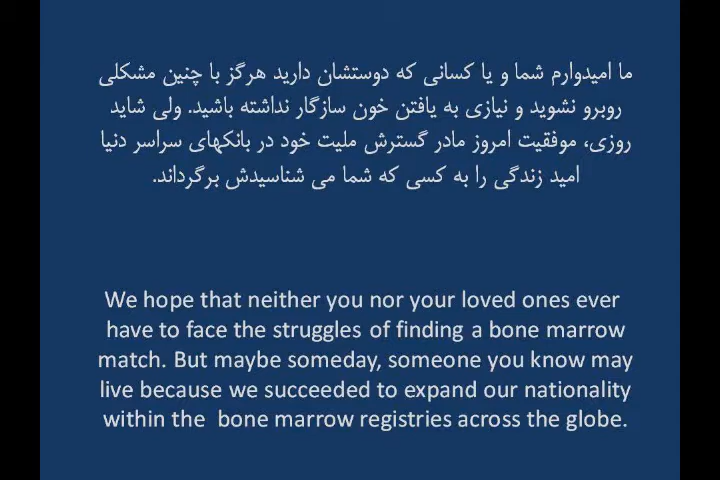 ما امیدوارم شما و یا کسانی که دوستشان دارید هرگز با چنین مشکلی
روبرو نشوید و نیازی به یافتن خون سازگار نداشته باشید. ولی شاید
روزی، موفقیت امروز مادر گسترش ملیت خود در بانکهای سراسر دنیا
امید زندگی را به کسی که شما می شناسیدش برگرداند.
We hope that neither you nor your loved ones ever
have to face the struggles of finding a bone marrow
match. But maybe someday, someone you know may
live because we succeeded to expand our nationality
within the bone marrow registries across the globe.